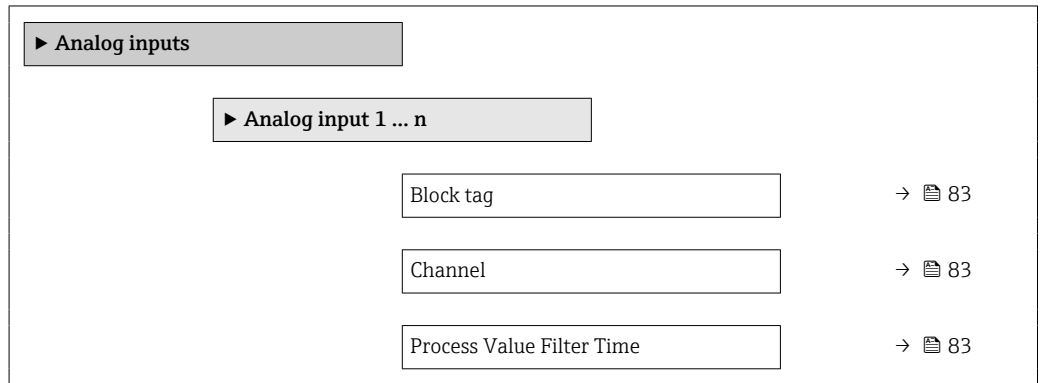 ▶ Analog inputs
▶ Analog input 1 … n
Block tag → 83
Channel → 83
Process Value Filter Time → 83